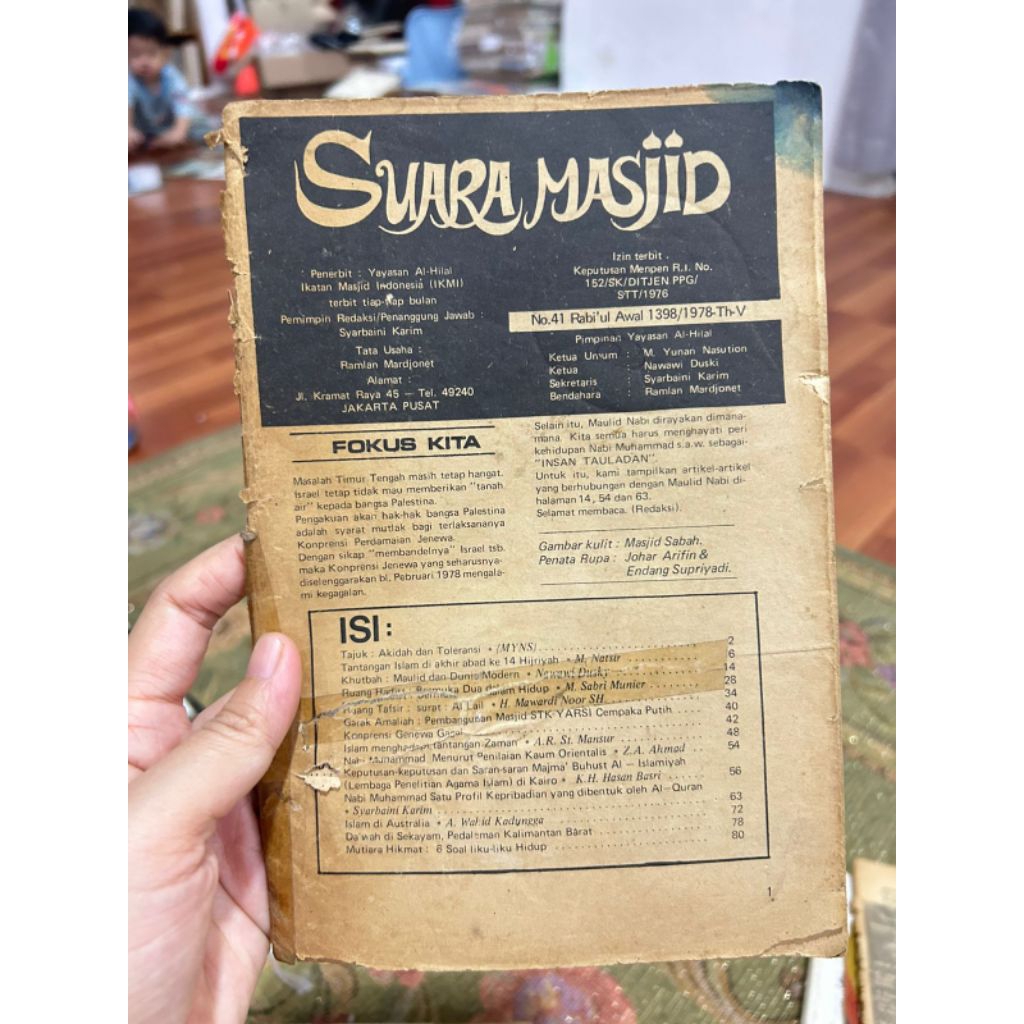 SUARA MASJID
Penerbit : Yayasan Al-Hilal
Ikatan Masjid Indonesia (IKMI)
terbit tiap-tiap bulan
Pemimpin Redaksi/Penanggung Jawab :
Syarbaini Karim
Tata Usaha :
Ramlan Mardjonet
Alamat :
Jl. Kramat Raya 45 — Tel. 49240
JAKARTA PUSAT
Izin terbit .
Keputusan Menpen R.I. No.
152/SK/DITJEN PPG/
STT/1976
No.41 Rabi'ul Awal 1398/1978-Th-V
Pimpinan Yayasan Al-Hilal
Ketua Umum : M. Yunan Nasution
Ketua : Nawawi Duski
Sekretaris : Syarbaini Karim
Bendahara : Ramlan Mardjonet
FOKUS KITA
Masalah Timur Tengah masih tetap hangat.
Israel tetap tidak mau memberikan "tanah
air" kepada bangsa Palestina.
Pengakuan akan hak-hak bangsa Palestina
adalah syarat mutlak bagi terlaksananya
Konprensi Perdamaian Jenewa.
Dengan sikap "membandelnya" Israel tsb.
maka Konprensi Jenewa yang seharusnya-
diselenggarakan bl. Pebruari 1978 mengala-
mi kegagalan.
Selain itu, Maulid Nabi dirayakan dimana-
mana. Kita semua harus menghayati peri
kehidupan Nabi Muhammad s.a.w. sebagai-
"INSAN TAULADAN".
Untuk itu, kami tampilkan artikel-artikel
yang berhubungan dengan Maulid Nabi di-
halaman 14, 54 dan 63.
Selamat membaca. (Redaksi).
Gambar kulit : Masjid Sabah.
Penata Rupa : Johar Arifin &
Endang Supriyadi.
ISI :
Tajuk : Akidah dan Toleransi • (MYNS) . . . . . . . . . . 2
Tantangan Islam di akhir abad ke 14 Hijriyah • M. Natsir . . . . . . . . . . 6
Khutbah : Maulid dan Dunia Modern • Nawawi Dusky . . . . . . . . . . 14
Ruang Hadits : Bermuka Dua dalam Hidup • M. Sabri Munier . . . . . . . . . . 28
Ruang Tafsir : surat : Al Lail • H. Mawardi Noor SH. . . . . . . . . . 34
Garak Amaliah : Pembangunan Masjid STK-YARSI Cempaka Putih . . . . . . 40
Konprensi Genewa Gagal . . . . . . . . . . 42
Islam menghadapi tantangan Zaman • A.R. St. Mansur . . . . . . . . . . 48
Nabi Muhammad Menurut Penilaian Kaum Orientalis • Z.A. Ahmad . . 54
Keputusan-keputusan dan Saran-saran Majma' Buhust Al — Islamiyah
(Lembaga Penelitian Agama Islam) di Kairo • K.H. Hasan Basri . . . . . 56
Nabi Muhammad Satu Profil Kepribadian yang dibentuk oleh Al—Quran
• Syarbaini Karim . . . . . . . . . . 63
Islam di Australia • A. Wahid Kadungga . . . . . . . . . . 72
Da'wah di Sekayam, Pedaleman Kalimantan Barat . . . . . . . . . . 78
Mutiara Hikmat : 6 Soal liku-liku Hidup . . . . . . . . . . 80
1